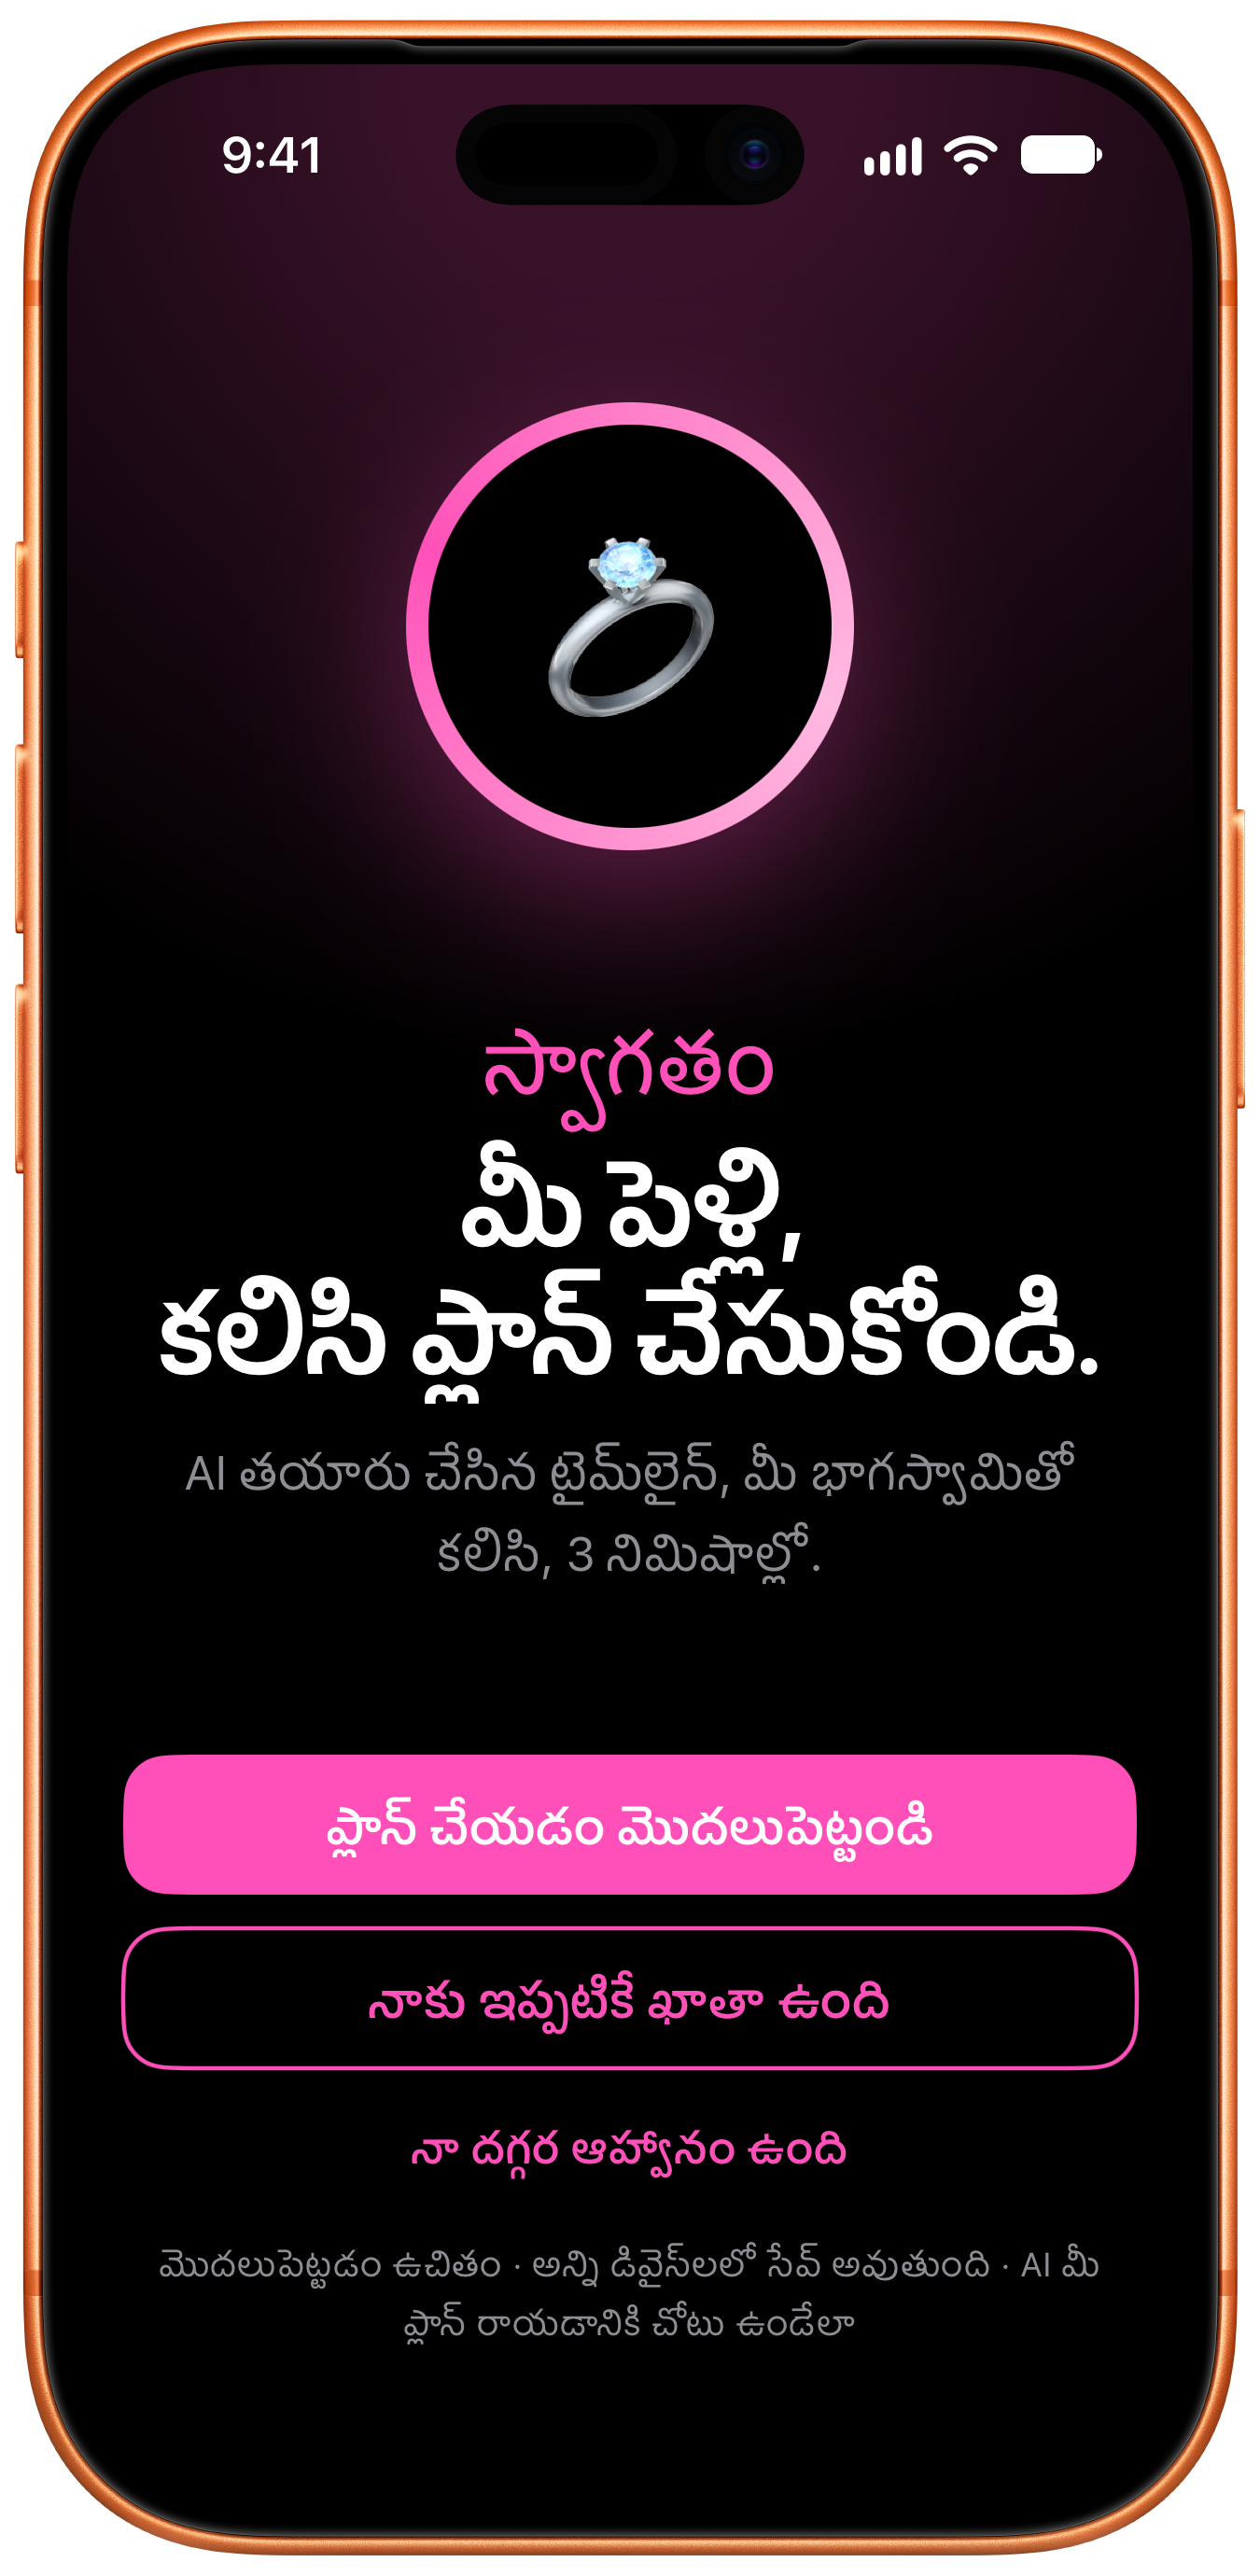 9:41
స్వాగతం
మీ పెళ్లి,
కలిసి ప్లాన్ చేసుకోండి.
AI తయారు చేసిన టైమ్‌లైన్, మీ భాగస్వామితో
కలిసి, 3 నిమిషాల్లో.
ప్లాన్ చేయడం మొదలుపెట్టండి
నాకు ఇప్పటికే ఖాతా ఉంది
నా దగ్గర ఆహ్వానం ఉంది
మొదలుపెట్టడం ఉచితం · అన్ని డివైస్‌లలో సేవ్ అవుతుంది · AI మీ
ప్లాన్ రాయడానికి చోటు ఉండేలా